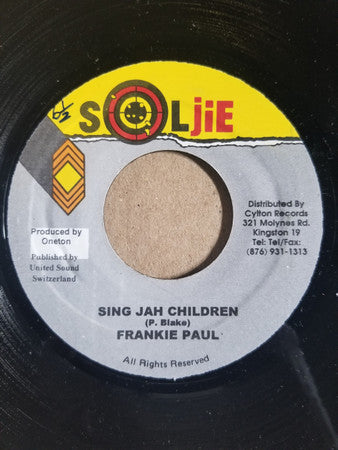 SOLjiE
Produced by
Oneton
Published by
United Sound
Switzerland
Distributed By
Cytton Records
321 Molynes Rd.
Kingston 19
Tel: Tel/Fax:
(876) 931-1313
SING JAH CHILDREN
(P. Blake)
FRANKIE PAUL
All Rights Reserved